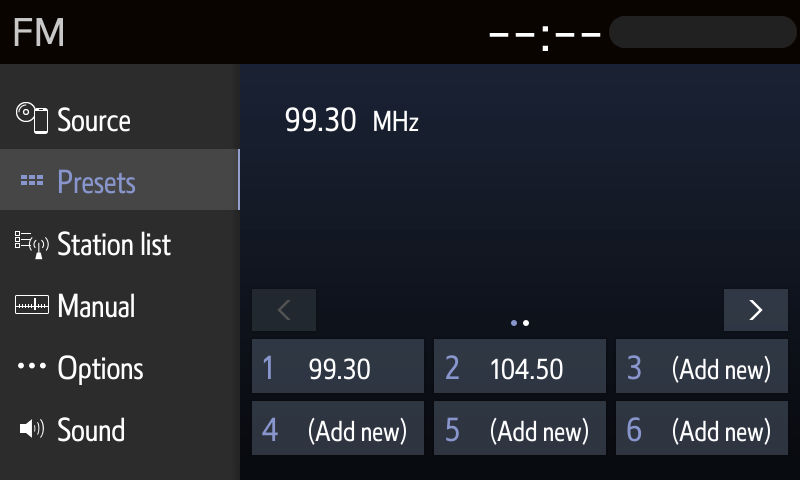 FM --:--
Source
Presets
Station list
Manual
Options
Sound
99.30 MHz
1 99.30 2 104.50 3 (Add new)
4 (Add new) 5 (Add new) 6 (Add new)